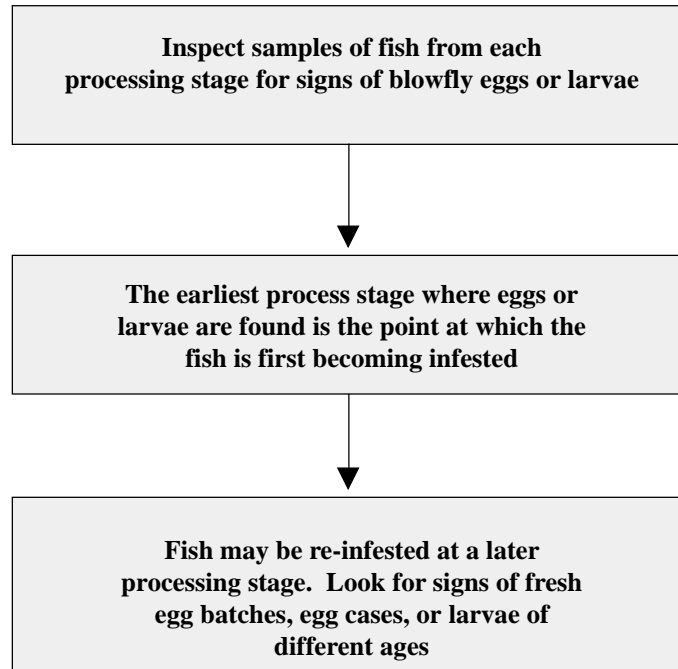 Inspect samples of fish from each
processing stage for signs of blowfly eggs or larvae
The earliest process stage where eggs or
larvae are found is the point at which the
fish is first becoming infested
Fish may be re-infested at a later
processing stage.  Look for signs of fresh
egg batches, egg cases, or larvae of
different ages